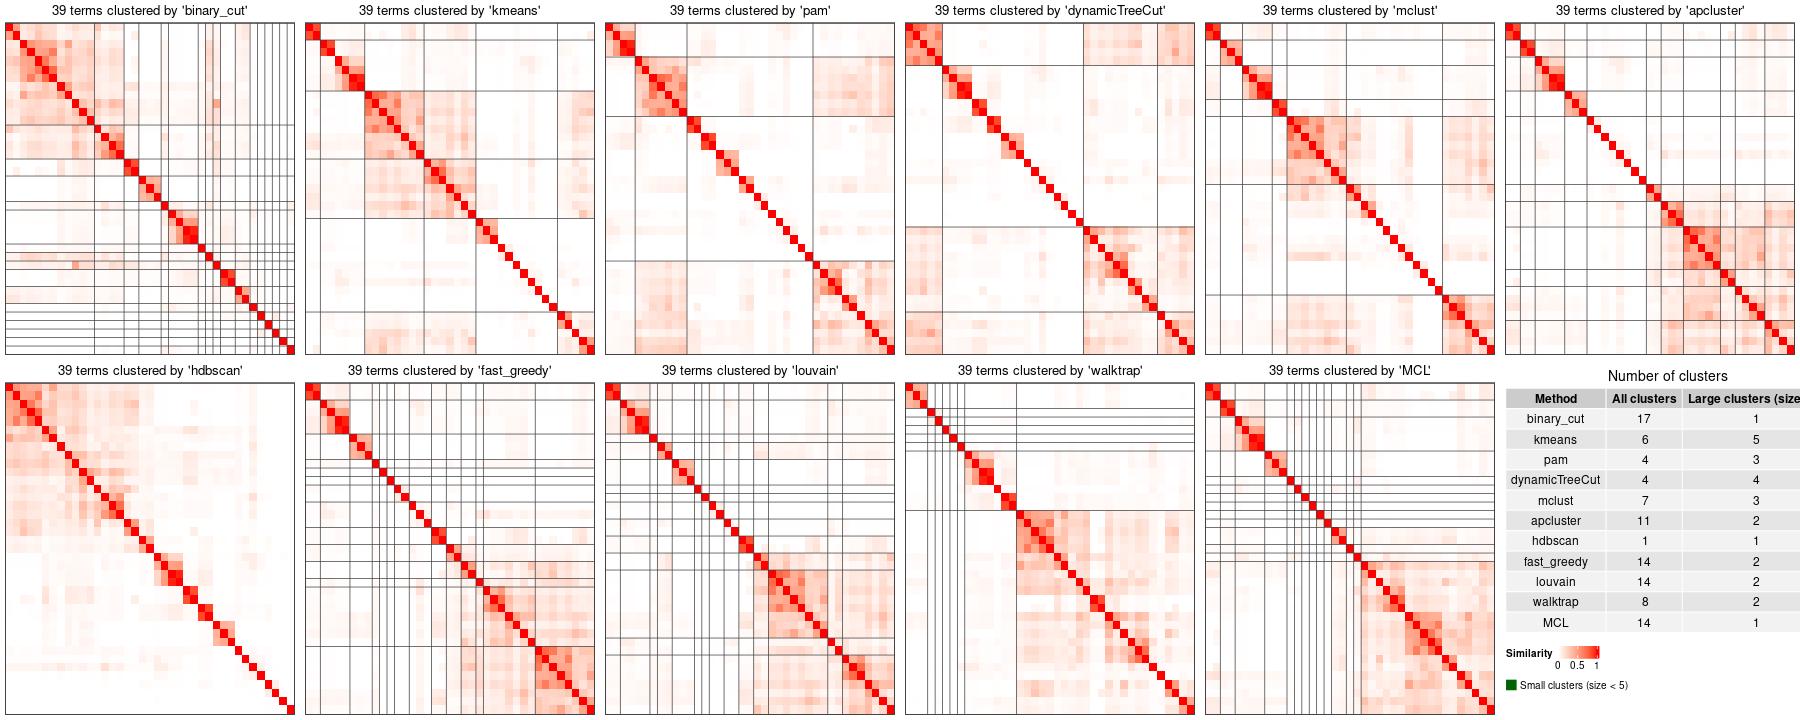 39 terms clustered by 'binary_cut'
39 terms clustered by 'kmeans'
39 terms clustered by 'pam'
39 terms clustered by 'dynamicTreeCut'
39 terms clustered by 'mclust'
39 terms clustered by 'apcluster'
39 terms clustered by 'hdbscan'
39 terms clustered by 'fast_greedy'
39 terms clustered by 'louvain'
39 terms clustered by 'walktrap'
39 terms clustered by 'MCL'
Number of clusters
Method All clusters Large clusters (size
binary_cut 17 1
kmeans 6 5
pam 4 3
dynamicTreeCut 4 4
mclust 7 3
apcluster 11 2
hdbscan 1 1
fast_greedy 14 2
louvain 14 2
walktrap 8 2
MCL 14 1
Similarity
0 0.5 1
Small clusters (size < 5)